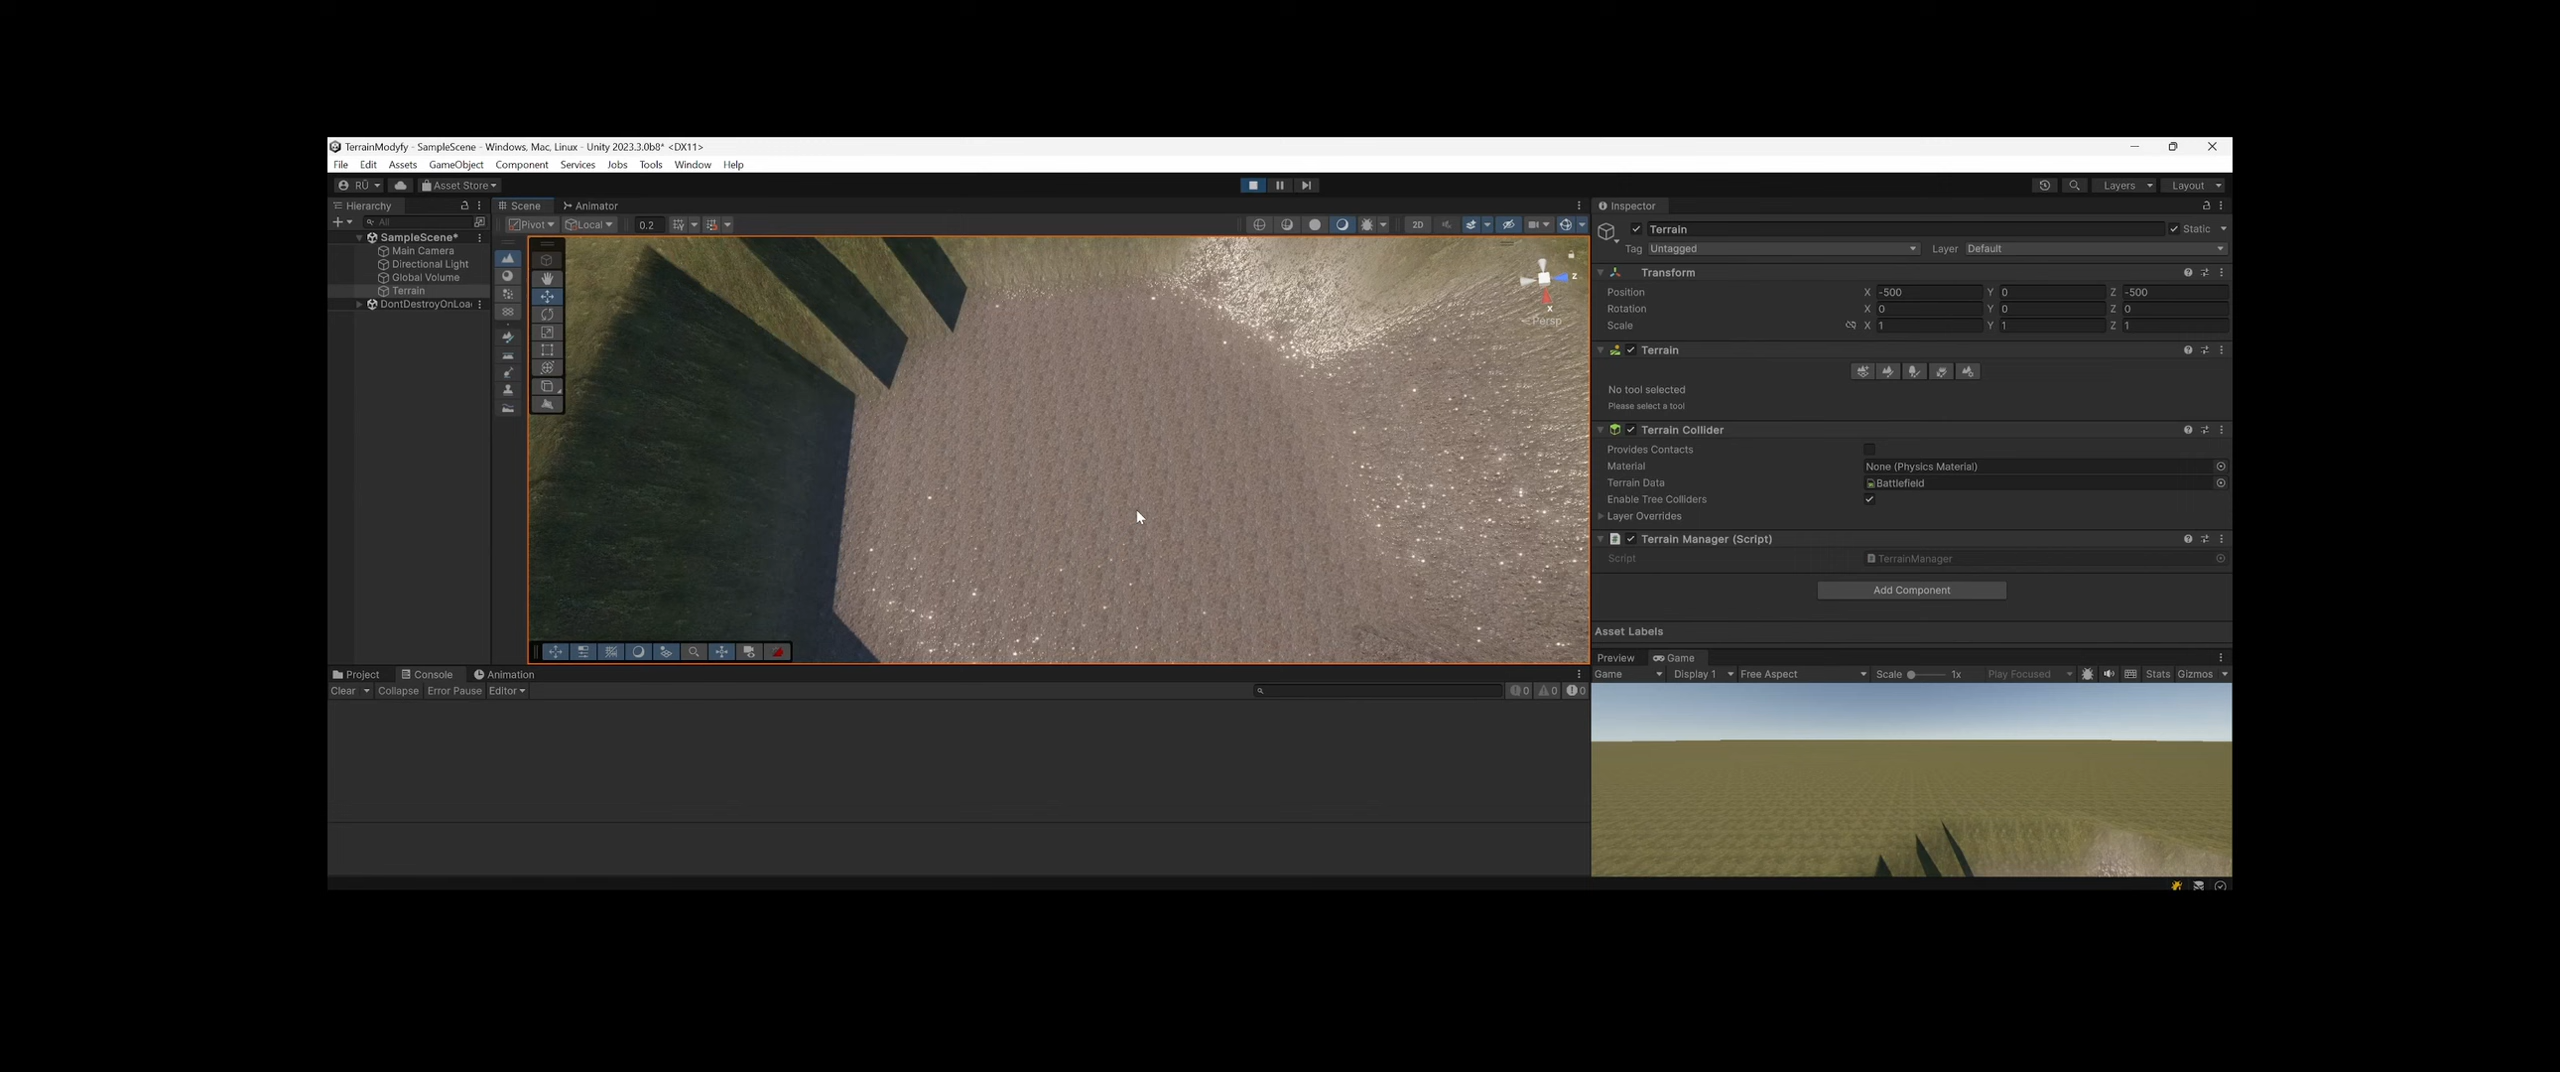 TerrainModyfy - SampleScene - Windows, Mac, Linux - Unity 2023.3.0b8* <DX11>
File Edit Assets GameObject Component Services Jobs Tools Window Help
RÜ Asset Store Layers Layout
Hierarchy
All
SampleScene*
Main Camera
Directional Light
Global Volume
Terrain
DontDestroyOnLoa
Scene Animator
Pivot Local 0.2 2D
z
x
Persp
Inspector
Terrain Static
Tag Untagged Layer Default
Transform
Position X -500 Y 0 Z -500
Rotation X 0 Y 0 Z 0
Scale X 1 Y 1 Z 1
Terrain
No tool selected
Please select a tool
Terrain Collider
Provides Contacts
Material None (Physics Material)
Terrain Data Battlefield
Enable Tree Colliders
Layer Overrides
Terrain Manager (Script)
Script TerrainManager
Add Component
Asset Labels
Preview Game
Game Display 1 Free Aspect Scale 1x Play Focused Stats Gizmos
Project Console Animation
Clear Collapse Error Pause Editor 0 0 0